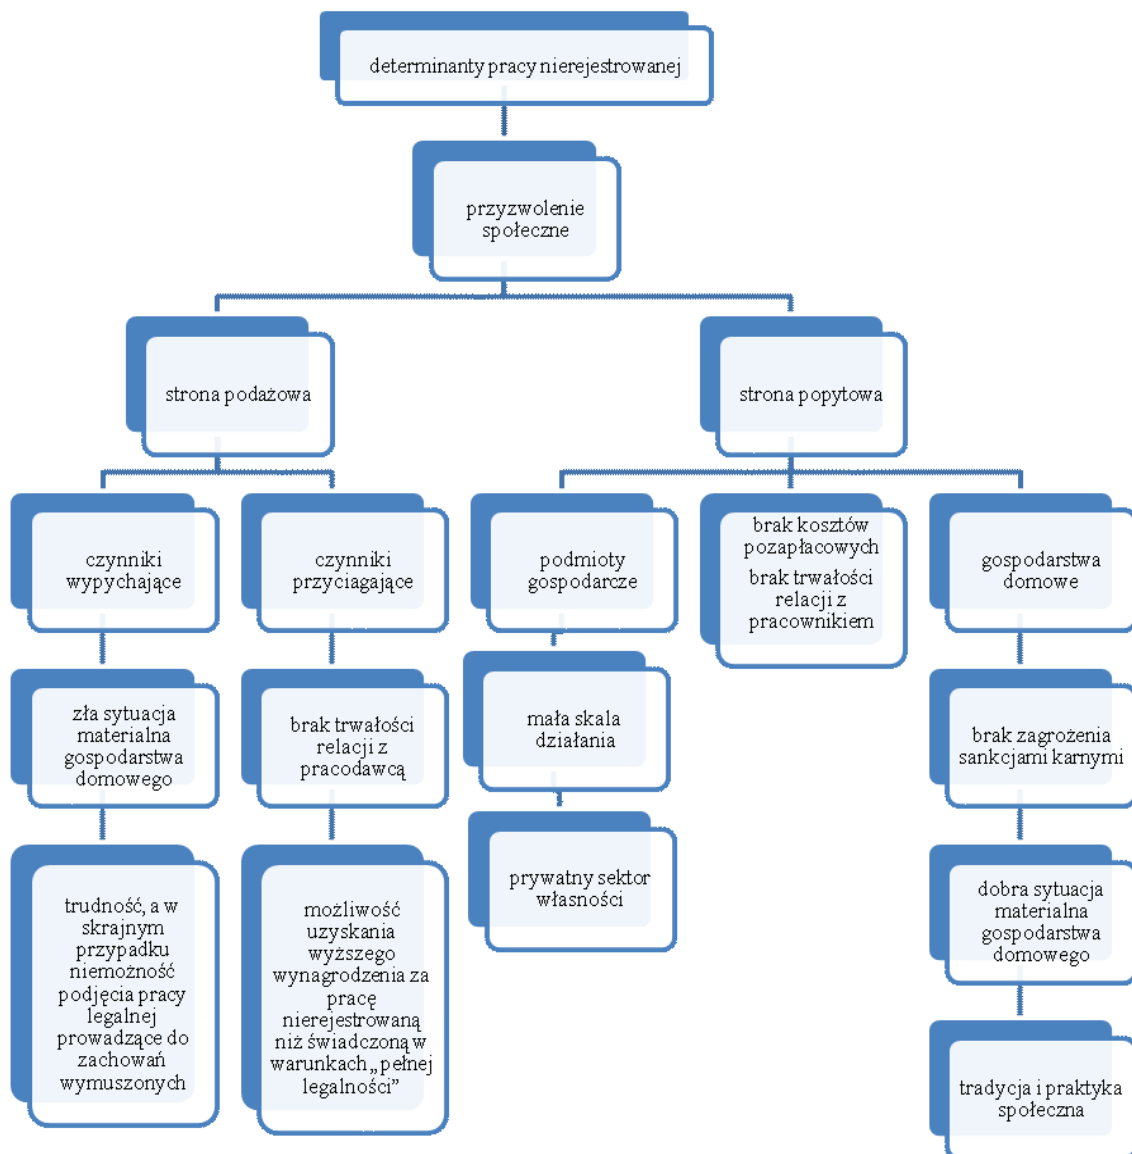 determinanty pracy nierejestrowanej
przyzwolenie
społeczne
strona podażowa
strona popytowa
czynniki
wypychające
czynniki
przyciagające
podmioty
gospodarcze
brak kosztów
pozapłacowych
brak trwałości
relacji z
pracownikiem
gospodarstwa
domowe
zła sytuacja
materialna
gospodarstwa
domowego
brak trwałości
relacji z
pracodawcą
mała skala
działania
brak zagrożenia
sankcjami karnymi
trudność, a w
skrajnym
przypadku
niemożność
podjęcia pracy
legalnej
prowadzące do
zachowań
wymuszonych
możliwość
uzyskania
wyższego
wynagrodzenia za
pracę
nierejestrowaną
niż świadczoną w
warunkach „pełnej
legalności”
prywatny sektor
własności
dobra sytuacja
materialna
gospodarstwa
domowego
tradycja i praktyka
społeczna